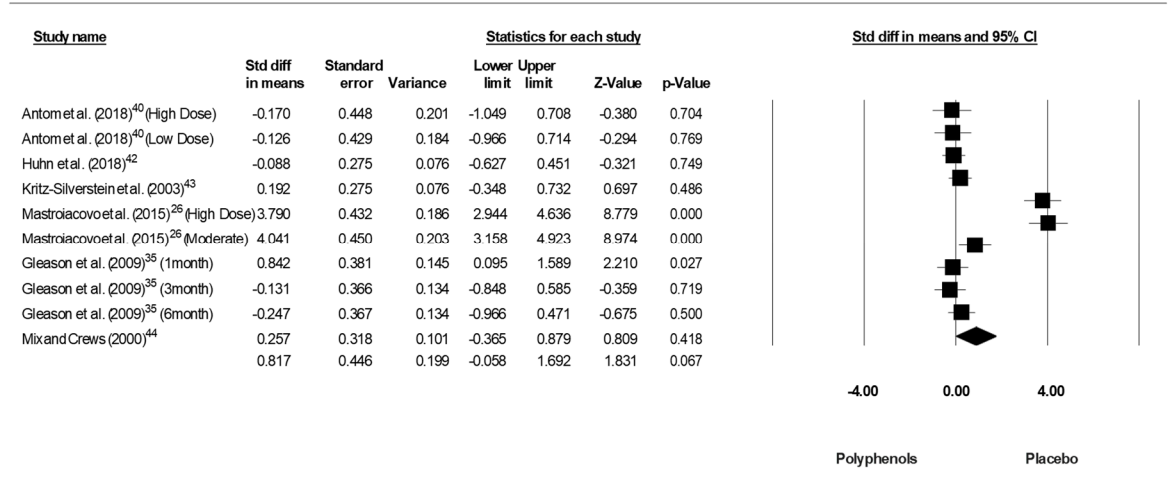 Study name Statistics for each study Std diff in means and 95% CI
Std diff Standard Lower Upper
in means error Variance limit limit Z-Value p-Value
Antom et al. (2018)40 (High Dose) -0.170 0.448 0.201 -1.049 0.708 -0.380 0.704
Antom et al. (2018)40 (Low Dose) -0.126 0.429 0.184 -0.966 0.714 -0.294 0.769
Huhn et al. (2018)42 -0.088 0.275 0.076 -0.627 0.451 -0.321 0.749
Kritz-Silverstein et al. (2003)43 0.192 0.275 0.076 -0.348 0.732 0.697 0.486
Mastroiacovo et al. (2015)26 (High Dose) 3.790 0.432 0.186 2.944 4.636 8.779 0.000
Mastroiacovo et al. (2015)26 (Moderate) 4.041 0.450 0.203 3.158 4.923 8.974 0.000
Gleason et al. (2009)35 (1month) 0.842 0.381 0.145 0.095 1.589 2.210 0.027
Gleason et al. (2009)35 (3month) -0.131 0.366 0.134 -0.848 0.585 -0.359 0.719
Gleason et al. (2009)35 (6month) -0.247 0.367 0.134 -0.966 0.471 -0.675 0.500
Mix and Crews (2000)44 0.257 0.318 0.101 -0.365 0.879 0.809 0.418
0.817 0.446 0.199 -0.058 1.692 1.831 0.067
-4.00 0.00 4.00
Polyphenols Placebo